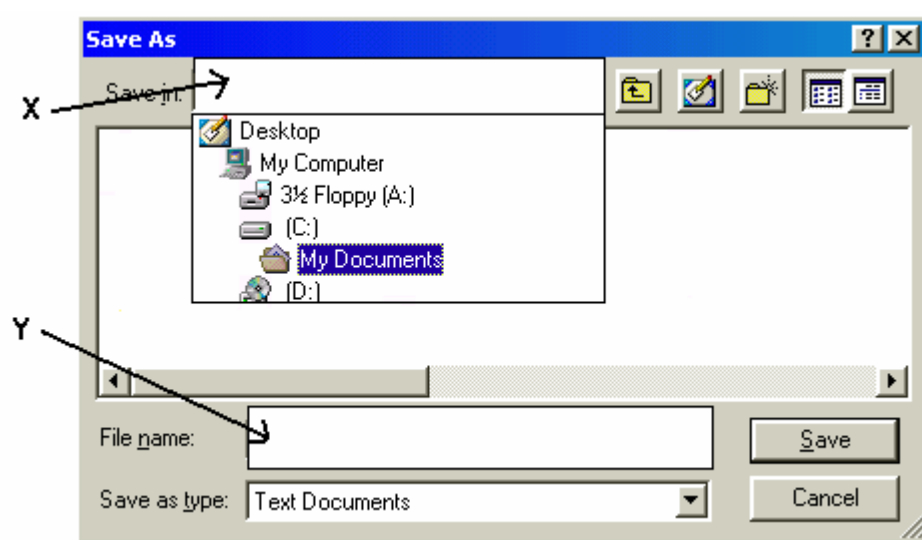 Save As
X
Save in:
Desktop
My Computer
3½ Floppy (A:)
(C:)
My Documents
(D:)
Y
File name:
Save
Save as type: Text Documents
Cancel